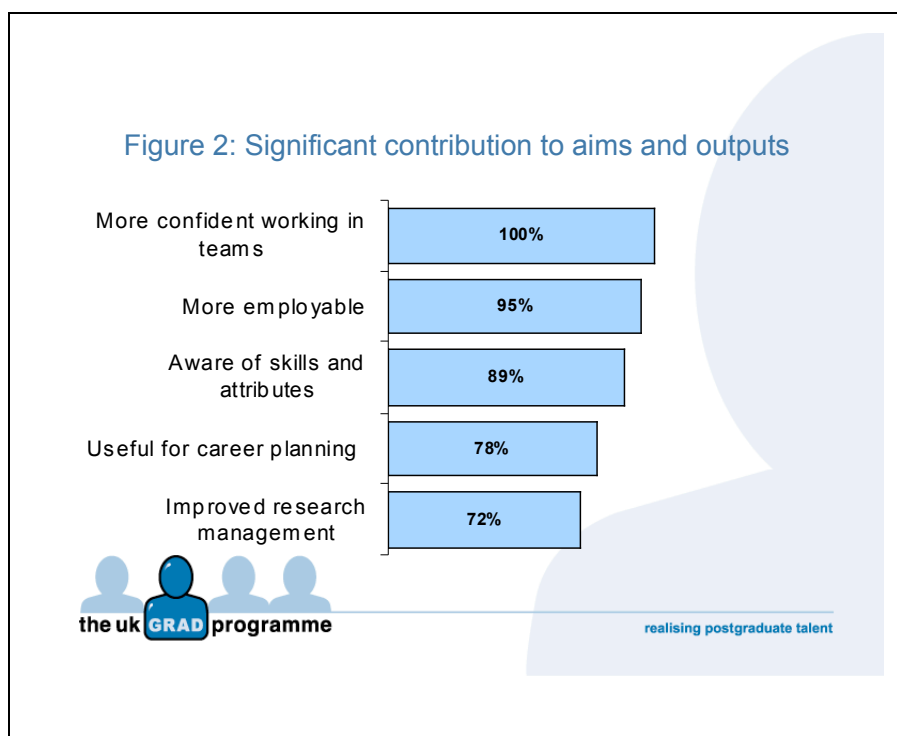 Figure 2: Significant contribution to aims and outputs
More confident working in
teams
100%
More employable
95%
Aware of skills and
attributes
89%
Useful for career planning
78%
Improved research
management
72%
the uk GRAD programme
realising postgraduate talent